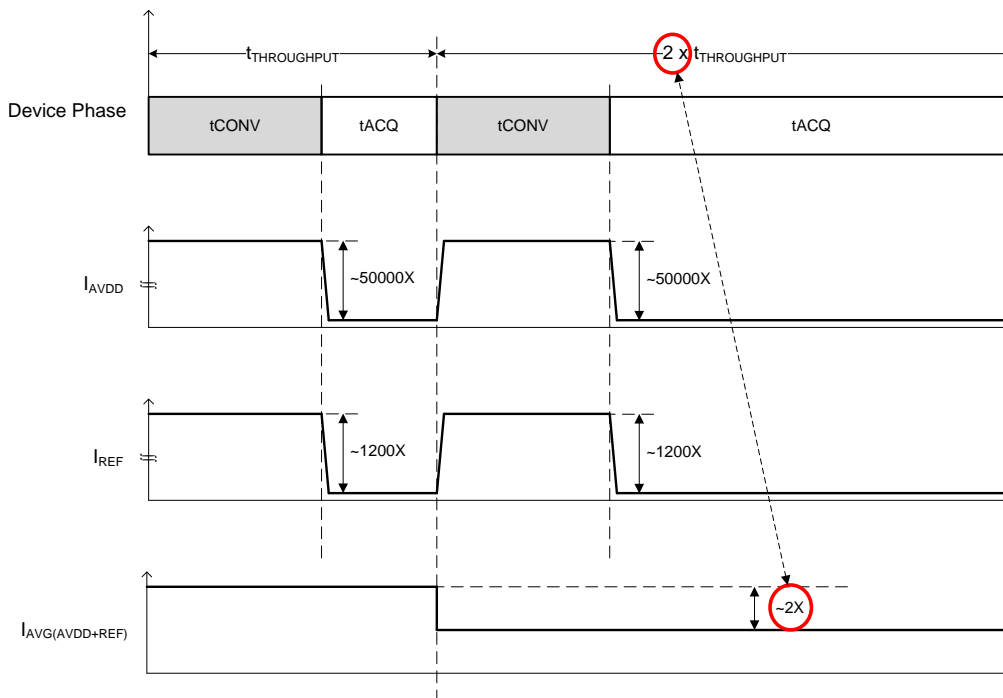 tTHROUGHPUT 2 x tTHROUGHPUT
Device Phase tCONV tACQ tCONV tACQ
IAVDD ~50000X ~50000X
IREF ~1200X ~1200X
IAVG(AVDD+REF) ~2X